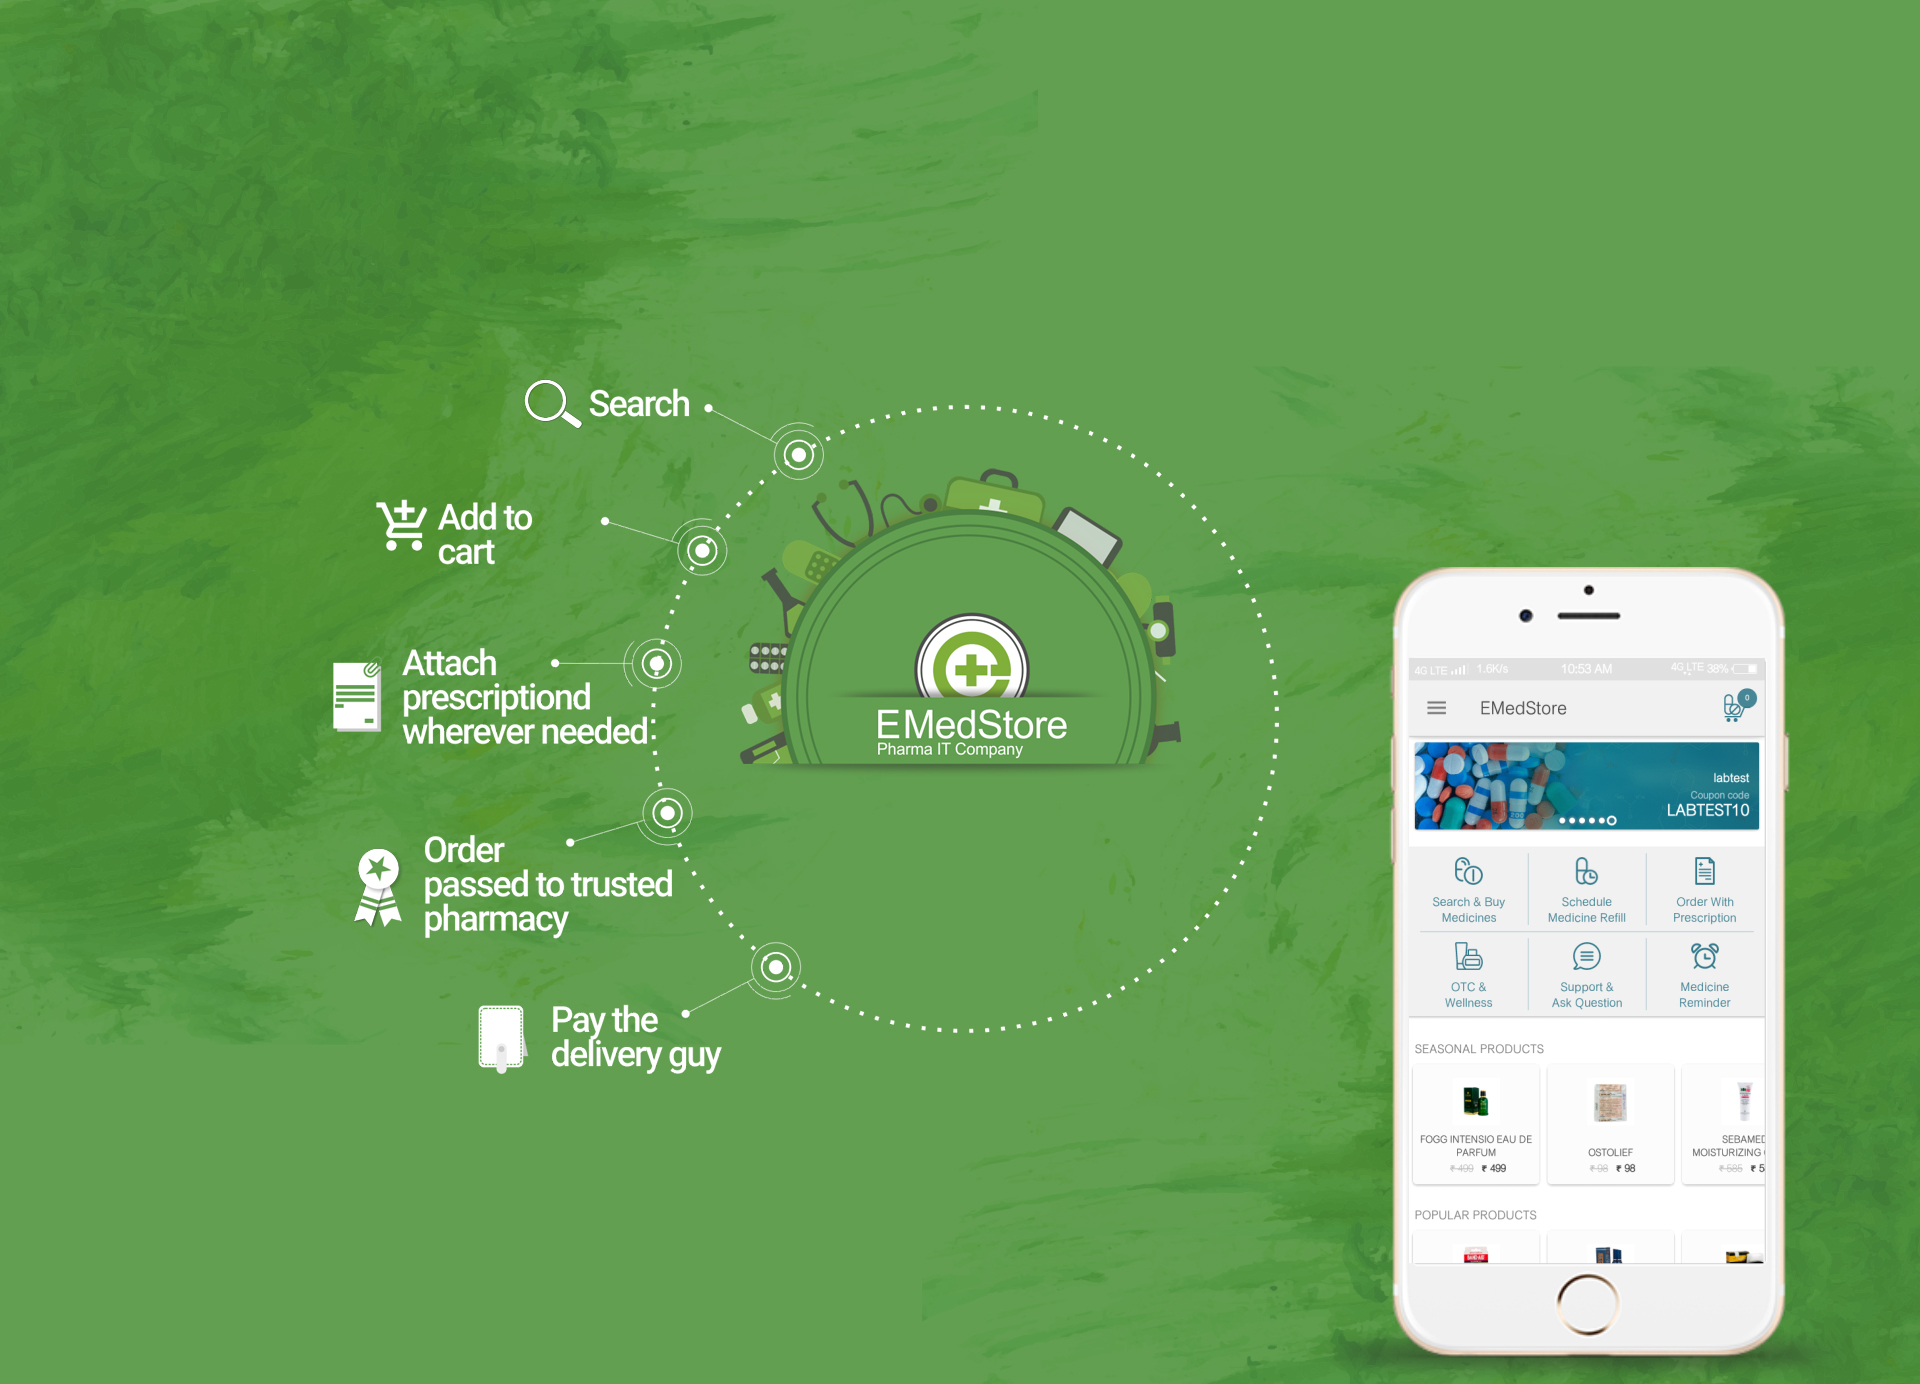 Search
Add to
cart
Attach
prescriptiond
wherever needed
Order
passed to trusted
pharmacy
Pay the
delivery guy
EMedStore
Pharma IT Company
4G LTE 1.6K/s 10:53 AM 4G LTE 38%
EMedStore
0
labtest
Coupon code
LABTEST10
Search & Buy
Medicines
Schedule
Medicine Refill
Order With
Prescription
OTC &
Wellness
Support &
Ask Question
Medicine
Reminder
SEASONAL PRODUCTS
FOGG INTENSIO EAU DE
PARFUM
₹ 499 ₹ 499
OSTOLIEF
₹ 98 ₹ 98
SEBAMED
MOISTURIZING
₹ 585 ₹ 5
POPULAR PRODUCTS